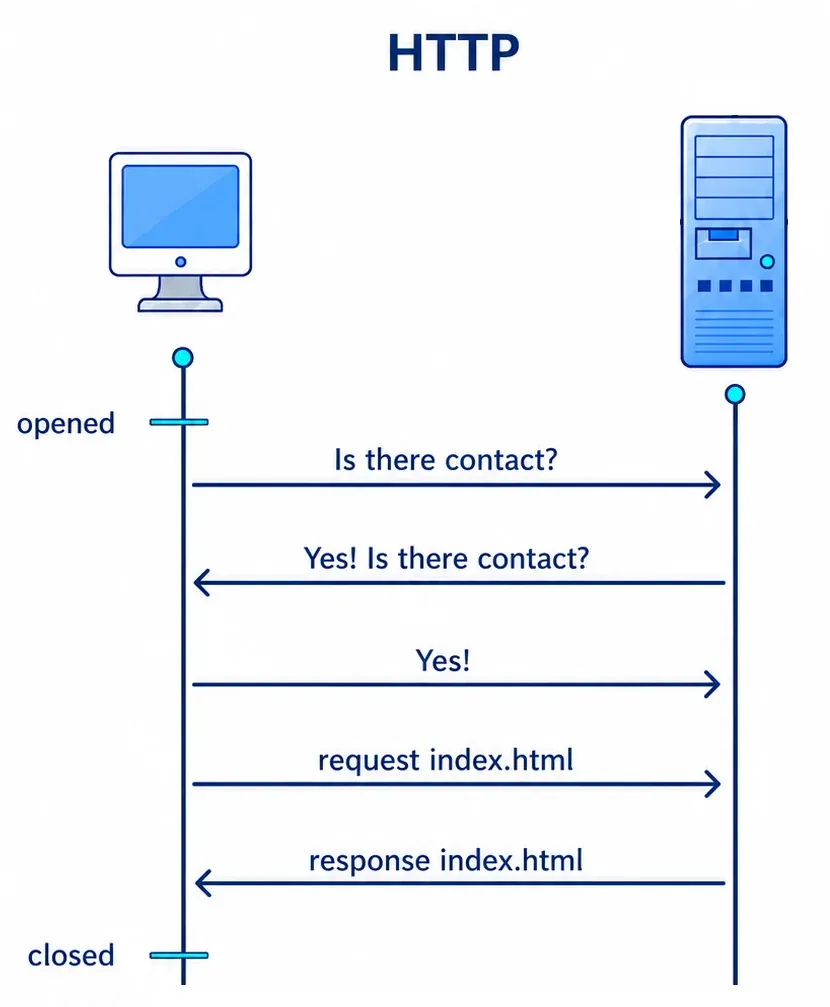 HTTP
opened
Is there contact?
Yes! Is there contact?
Yes!
request index.html
response index.html
closed